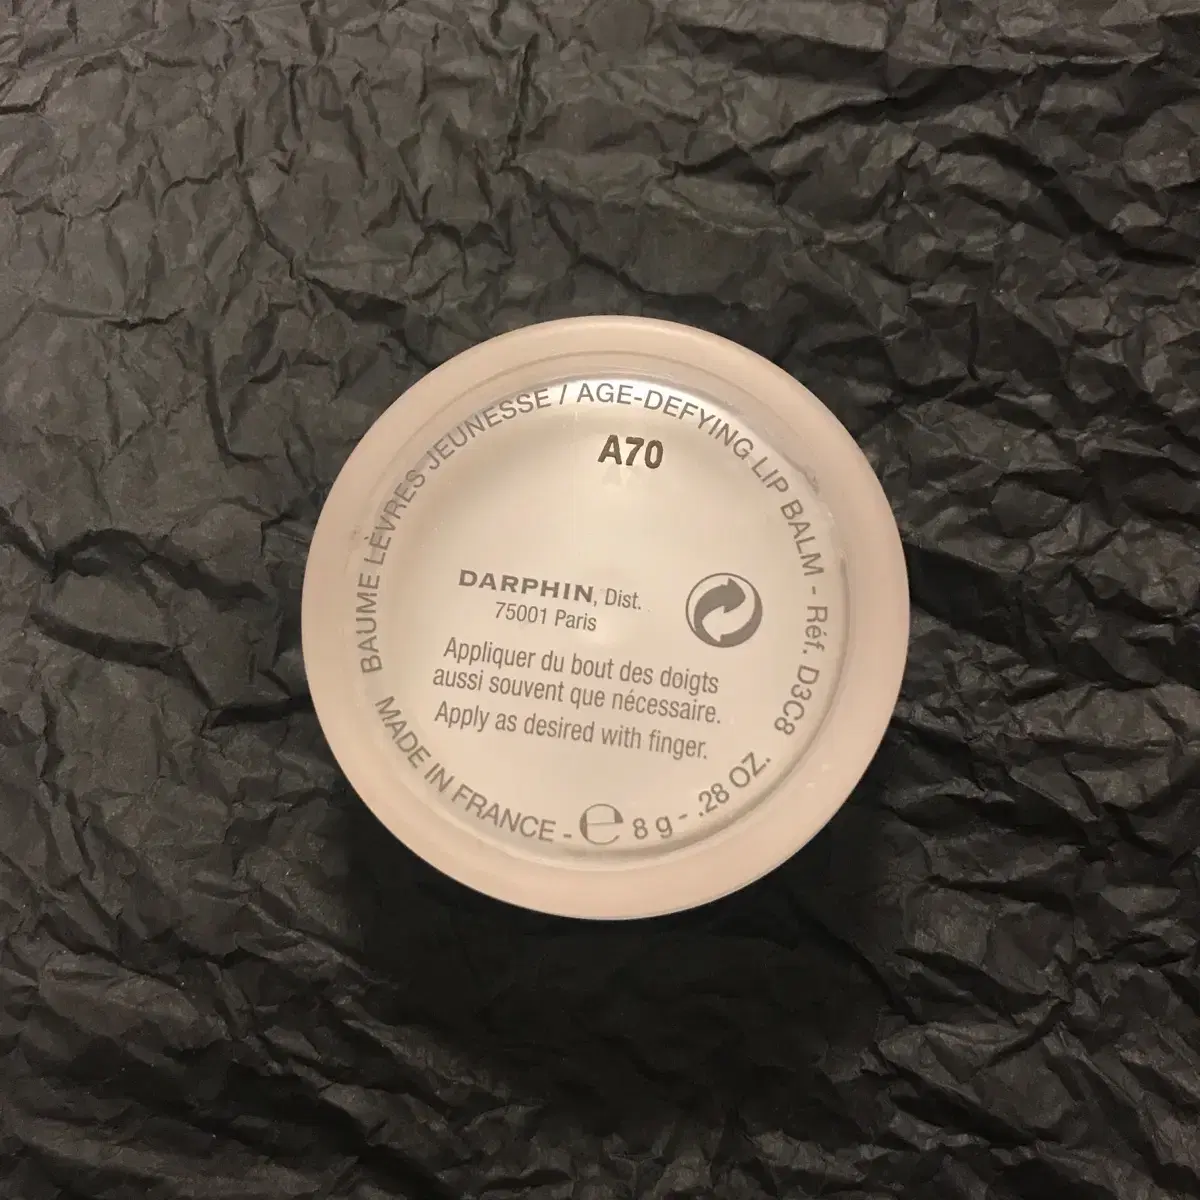 BAUME LÈVRES JEUNESSE / AGE-DEFYING LIP BALM - Réf. D3C8
A70
DARPHIN, Dist.
75001 Paris
Appliquer du bout des doigts
aussi souvent que nécessaire.
Apply as desired with finger.
MADE IN FRANCE - ℮ 8 g - .28 OZ.